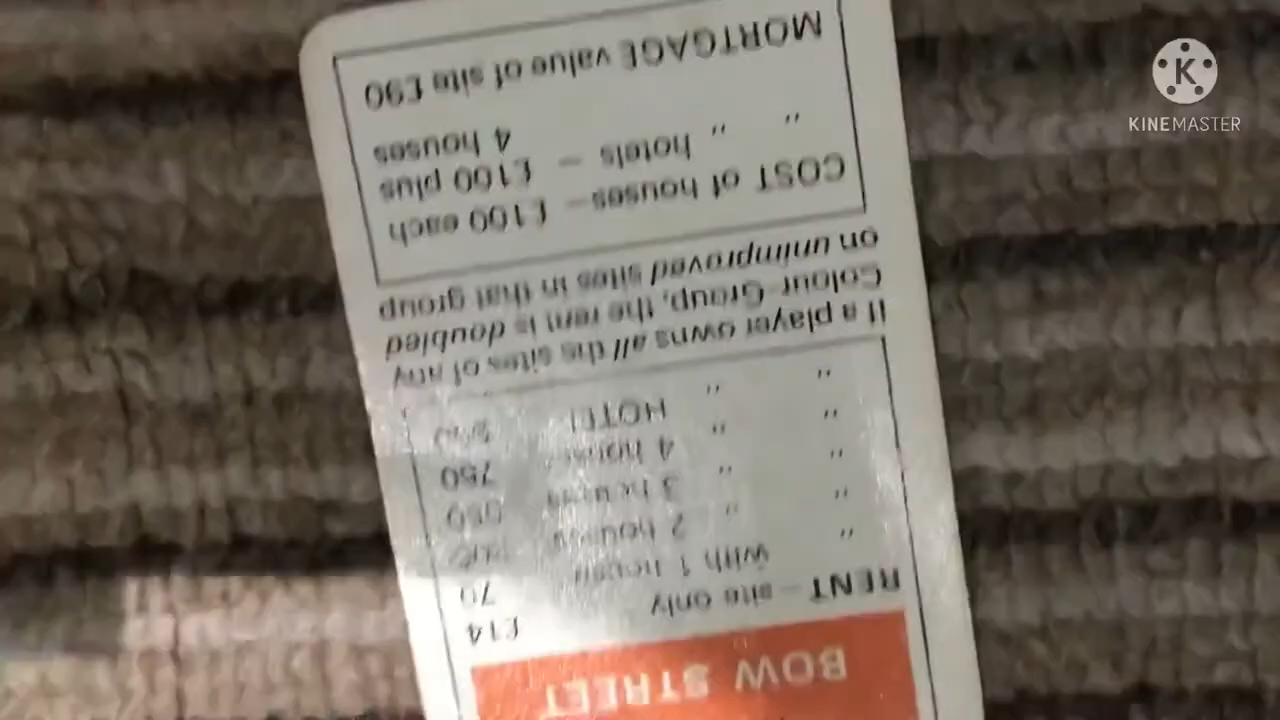 BOW STREET
RENT – site only £14
" with 1 house 70
" " 2 houses
" " 3 houses 550
" " 4 houses 750
" " HOTEL
If a player owns all the sites of any
Colour-Group, the rent is doubled
on unimproved sites in that group
COST of houses – £100 each
" " hotels – £100 plus
4 houses
MORTGAGE value of site £90
KINEMASTER